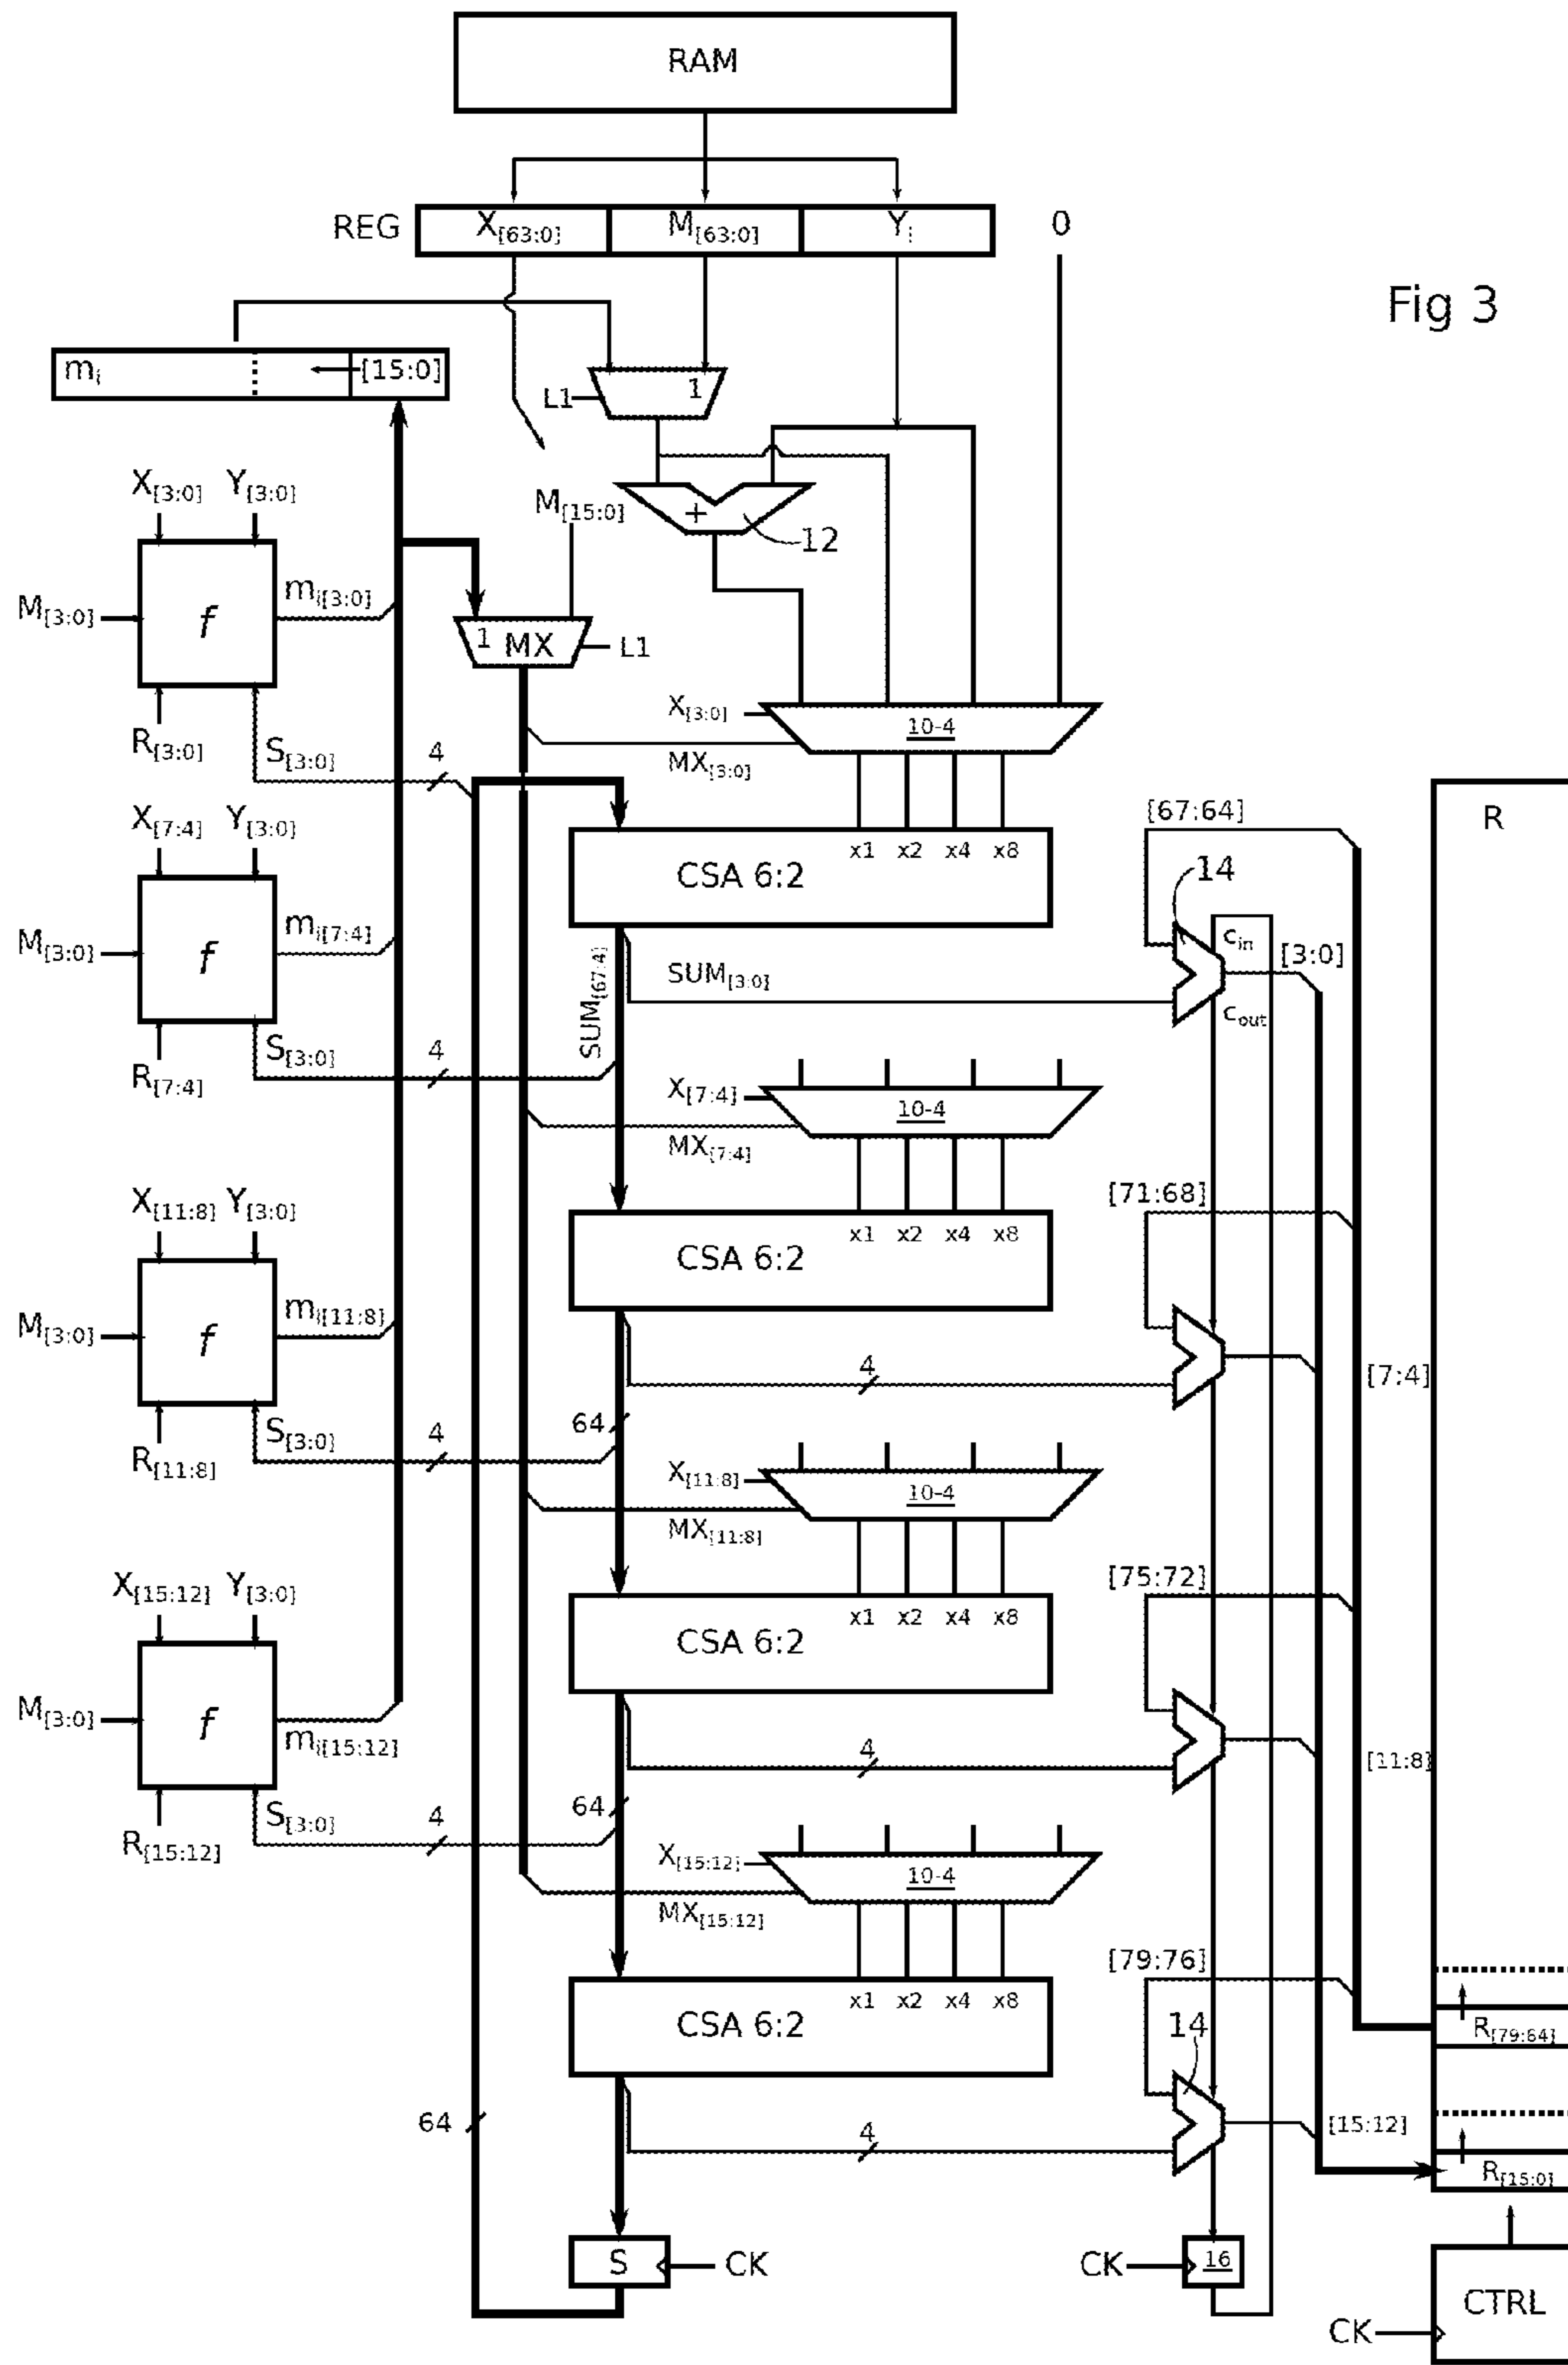 RAM
REG X[63:0] M[63:0] Yi 0
Fig 3
mi [15:0]
L1 1
X[3:0] Y[3:0]
M[15:0] + 12
M[3:0] f mi[3:0]
1 MX L1
R[3:0] S[3:0] 4
X[3:0] 10-4
MX[3:0]
X[7:4] Y[3:0]
x1 x2 x4 x8
CSA 6:2
[67:64]
R
14
M[3:0] f mi[7:4]
SUM[67:4] SUM[3:0]
cin [3:0]
cout
R[7:4] S[3:0] 4
X[7:4] 10-4
MX[7:4]
X[11:8] Y[3:0]
[71:68]
x1 x2 x4 x8
CSA 6:2
M[3:0] f mi[11:8]
4 [7:4]
R[11:8] S[3:0] 4 64
X[11:8] 10-4
MX[11:8]
X[15:12] Y[3:0]
[75:72]
x1 x2 x4 x8
CSA 6:2
M[3:0] f mi[15:12]
4 [11:8]
R[15:12] S[3:0] 4 64
X[15:12] 10-4
MX[15:12]
[79:76]
x1 x2 x4 x8
CSA 6:2
14 R[79:64]
64 4 [15:12]
R[15:0]
S CK CK 16
CTRL
CK